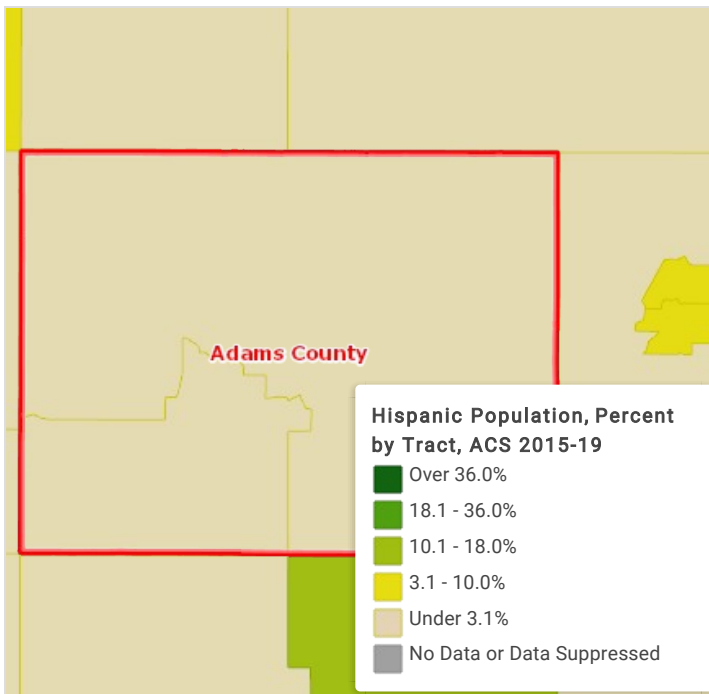 Adams County
Hispanic Population, Percent
by Tract, ACS 2015-19
Over 36.0%
18.1 - 36.0%
10.1 - 18.0%
3.1 - 10.0%
Under 3.1%
No Data or Data Suppressed